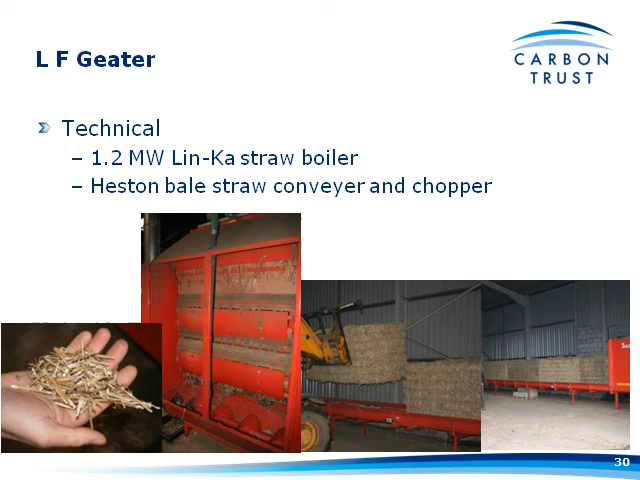 L F Geater
CARBON
TRUST
Technical
– 1.2 MW Lin-Ka straw boiler
– Heston bale straw conveyer and chopper
30